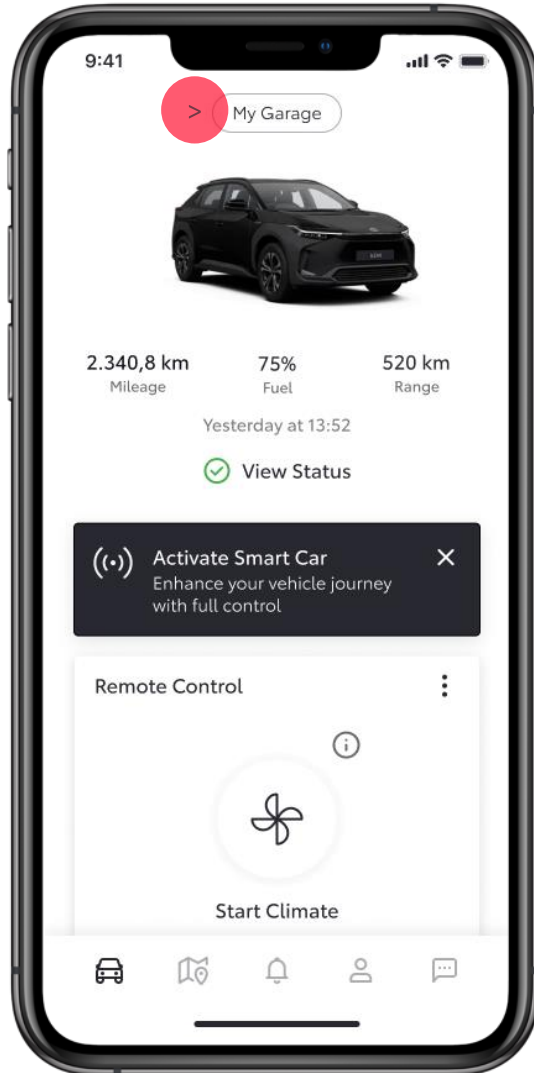 9:41
> My Garage
2.340,8 km 75% 520 km
Mileage Fuel Range
Yesterday at 13:52
View Status
Activate Smart Car
Enhance your vehicle journey
with full control
Remote Control
Start Climate